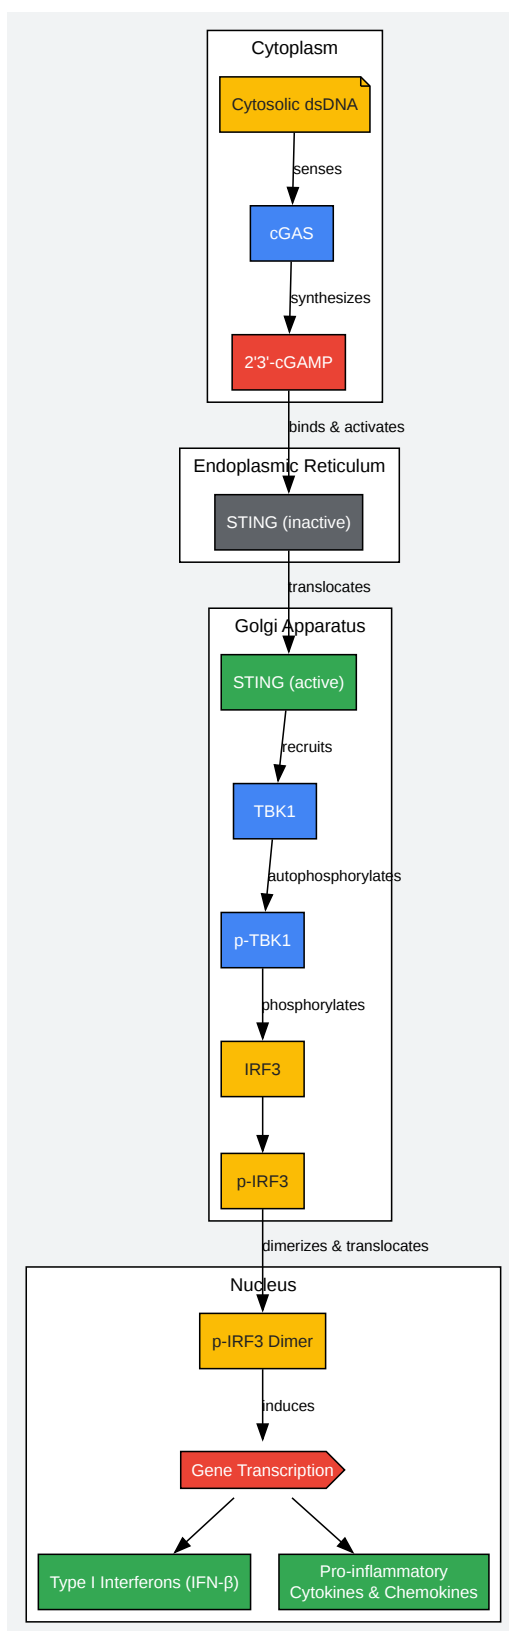 Cytoplasm
Cytosolic dsDNA
senses
cGAS
synthesizes
2'3'-cGAMP
binds & activates
Endoplasmic Reticulum
STING (inactive)
translocates
Golgi Apparatus
STING (active)
recruits
TBK1
autophosphorylates
p-TBK1
phosphorylates
IRF3
p-IRF3
dimerizes & translocates
Nucleus
p-IRF3 Dimer
induces
Gene Transcription
Type I Interferons (IFN-β)
Pro-inflammatory
Cytokines & Chemokines